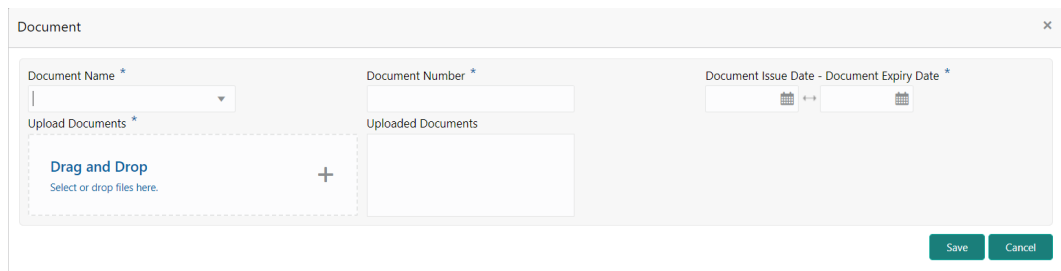 Document ×
Document Name * Document Number * Document Issue Date - Document Expiry Date *
Upload Documents * Uploaded Documents
Drag and Drop
Select or drop files here.
Save Cancel